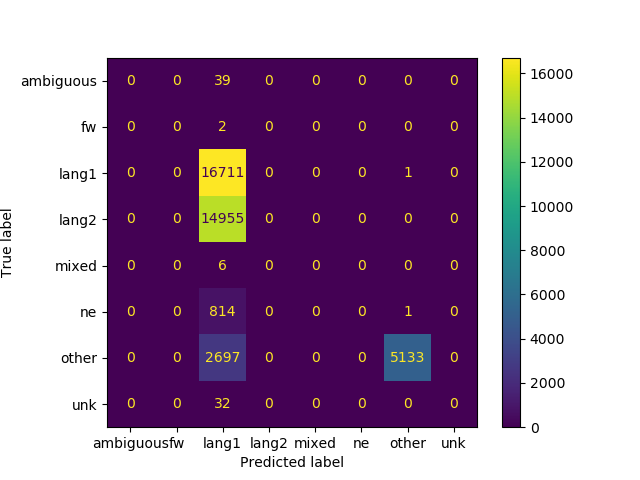 ambiguous 0 0 39 0 0 0 0 0
fw 0 0 2 0 0 0 0 0
lang1 0 0 16711 0 0 0 1 0
lang2 0 0 14955 0 0 0 0 0
mixed 0 0 6 0 0 0 0 0
ne 0 0 814 0 0 0 1 0
other 0 0 2697 0 0 0 5133 0
unk 0 0 32 0 0 0 0 0
ambiguous fw lang1 lang2 mixed ne other unk
Predicted label
True label
16000
14000
12000
10000
8000
6000
4000
2000
0